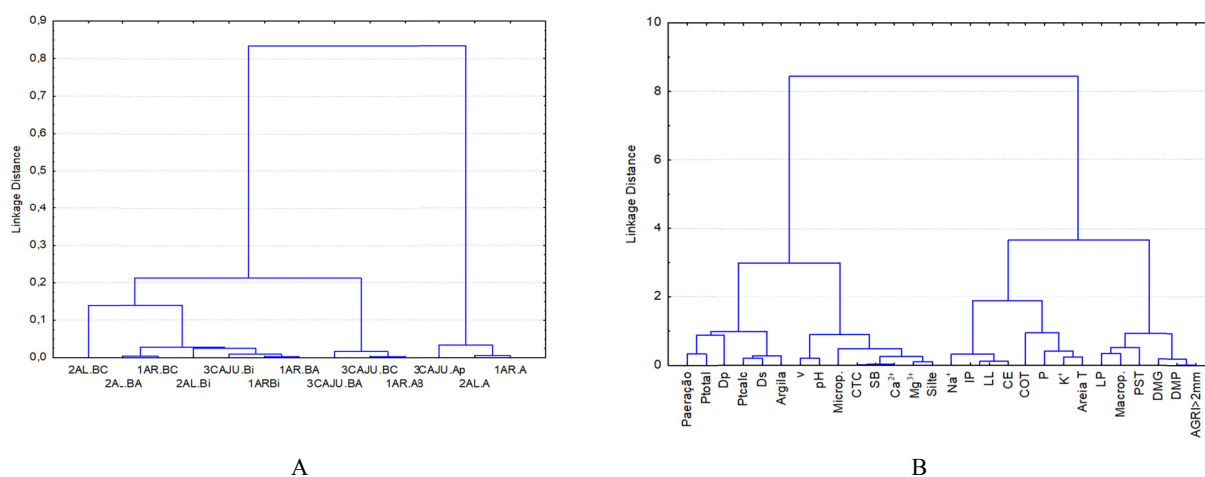 0,9
0,8
0,7
0,6
0,5
0,4
0,3
0,2
0,1
0,0
Linkage Distance
2AL.BC 1AR.BC 3CAJU.Bi 1AR.BA 3CAJU.BC 3CAJU.Ap 1AR.A
2AL.BA 2AL.Bi 1ARBi 3CAJU.BA 1AR.AB 2AL.A
A
10
8
6
4
2
0
Linkage Distance
Paeração
Ptotal
Dp
Ptcalc
Ds
Argila
v
pH
Microp.
CTC
SB
Ca²⁺
Mg³⁺
Silte
Na⁺
IP
LL
CE
COT
P
K⁺
Areia T
LP
Macrop.
PST
DMG
DMP
AGRI>2mm
B